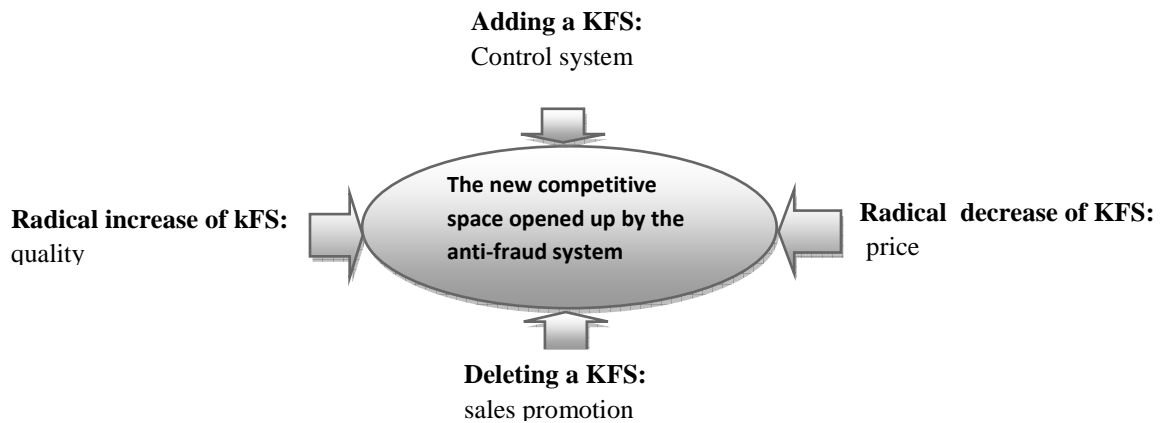 Adding a KFS:
Control system
The new competitive
space opened up by the
anti-fraud system
Radical increase of kFS:
quality
Radical  decrease of KFS:
price
Deleting a KFS:
sales promotion